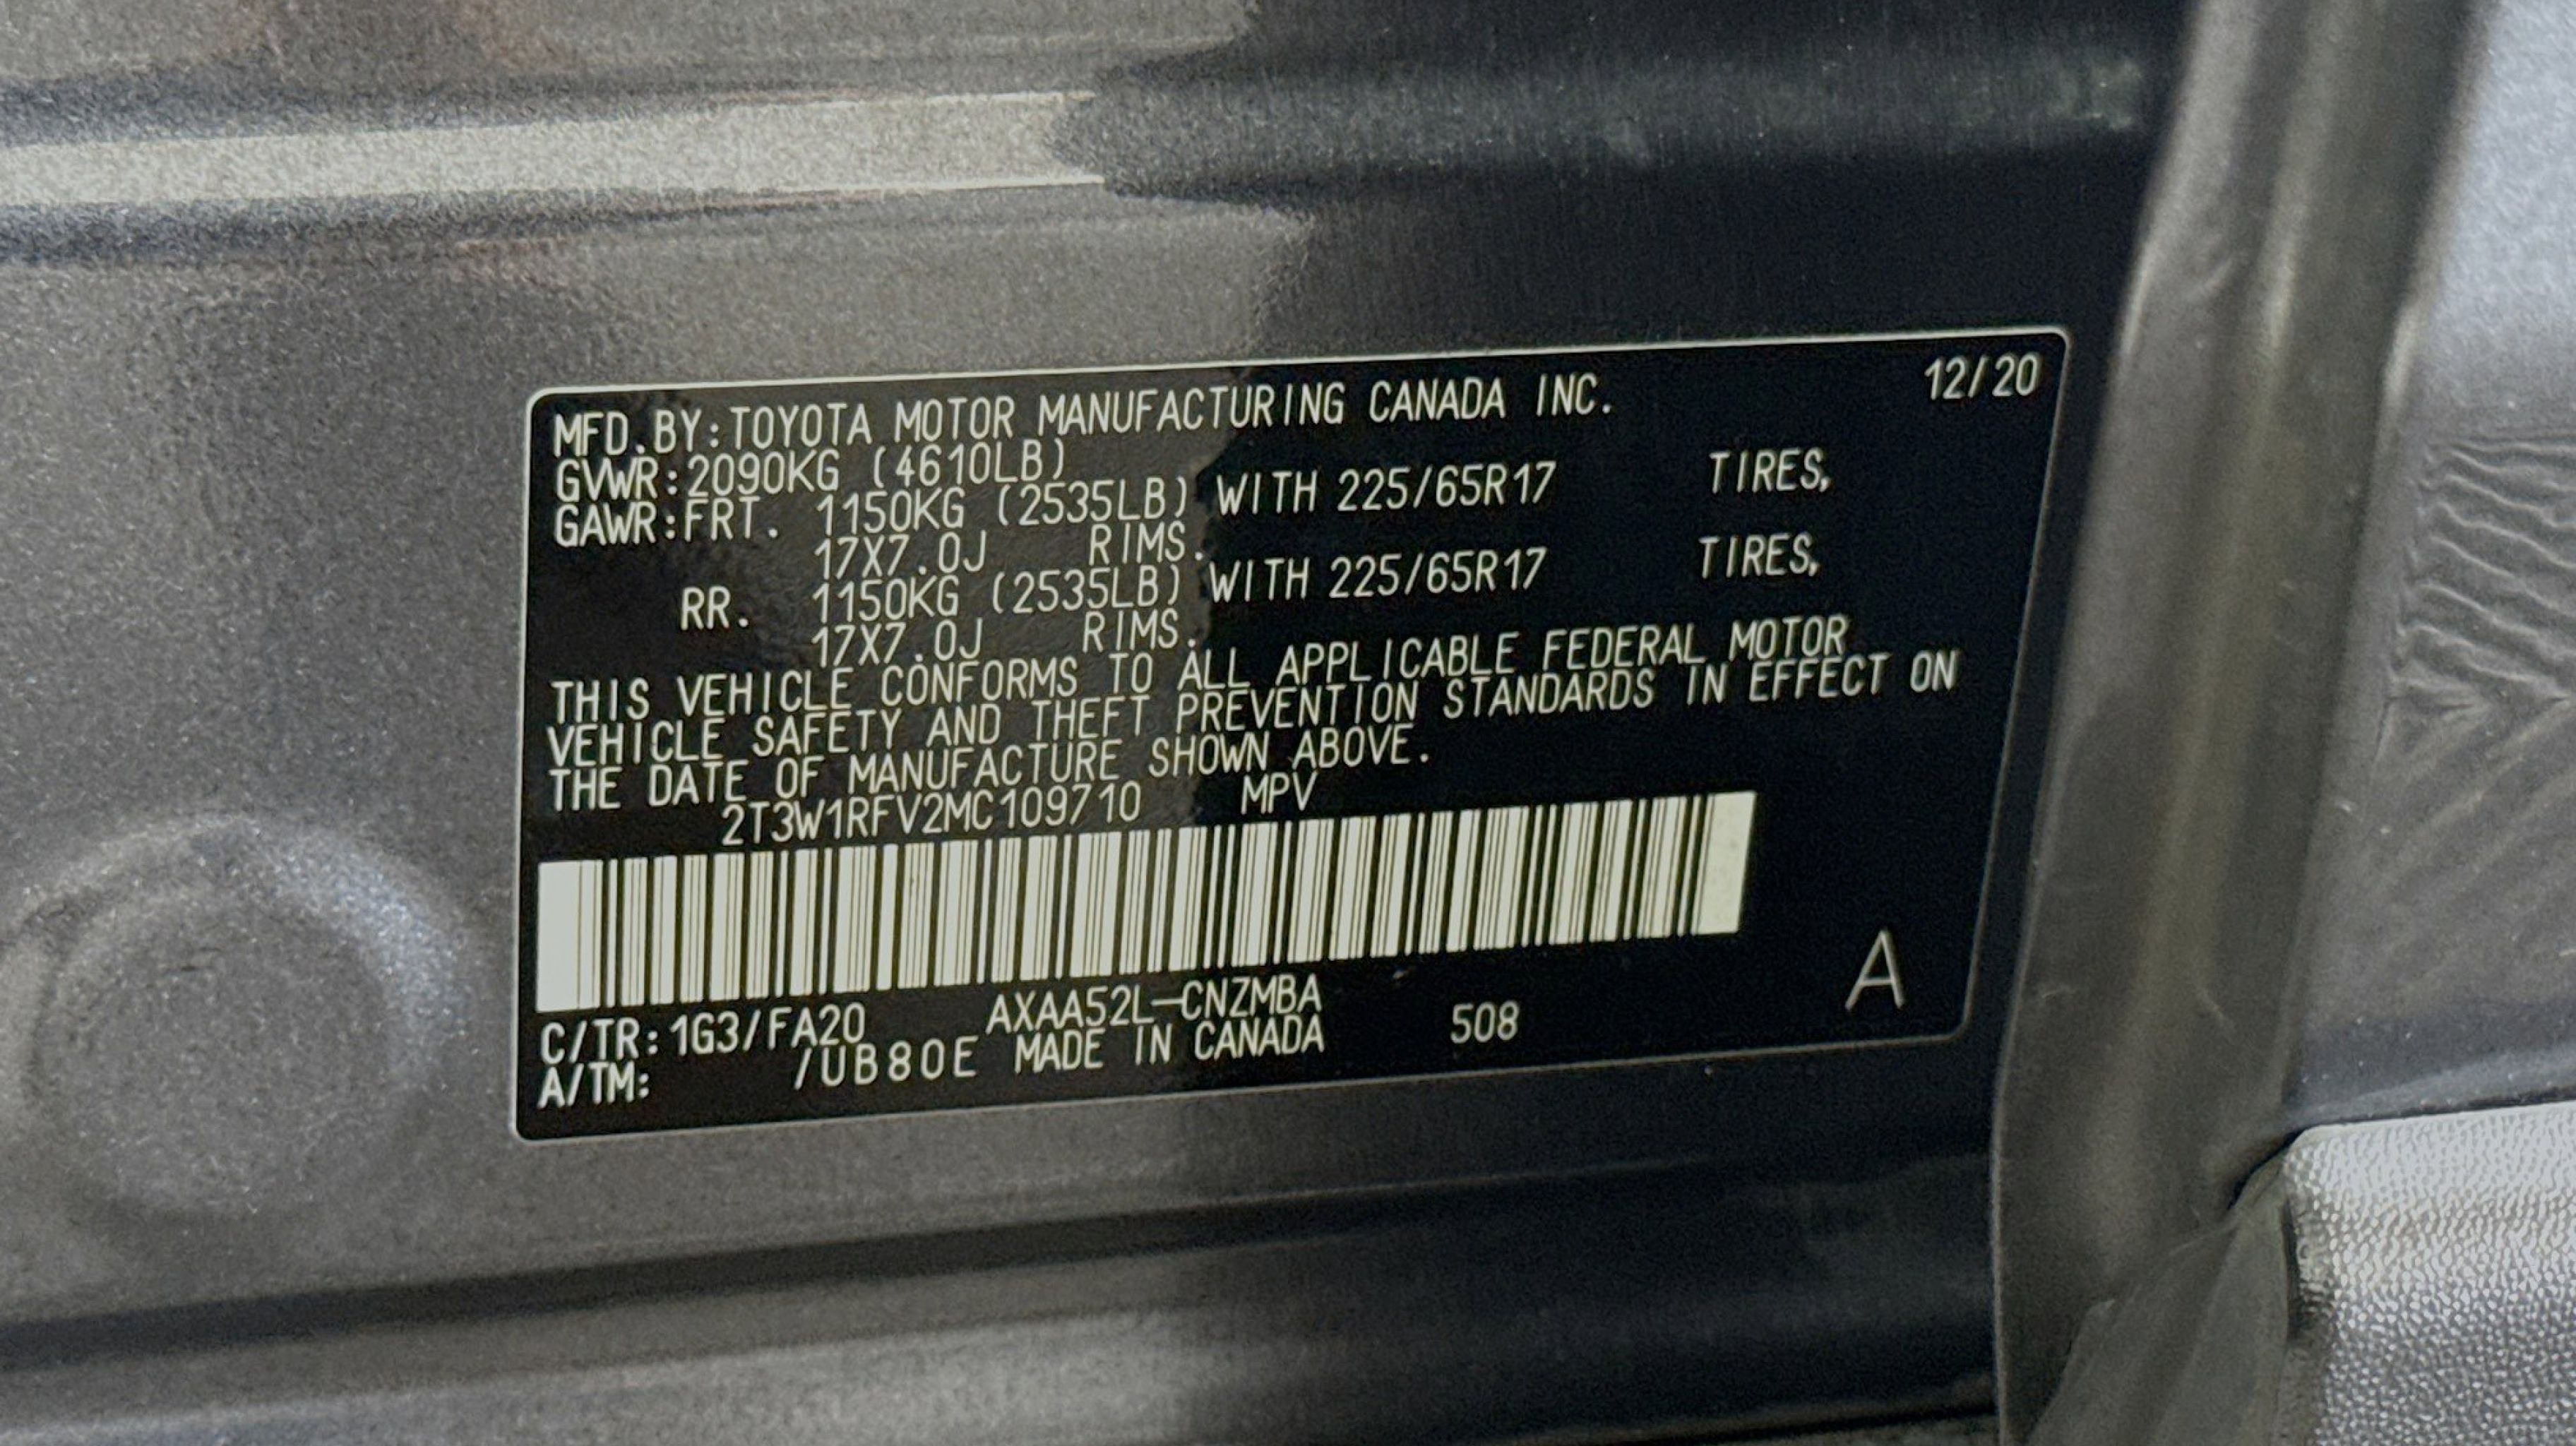 12/20
MFD.BY:TOYOTA MOTOR MANUFACTURING CANADA INC.
GVWR:2090KG (4610LB)
GAWR:FRT. 1150KG (2535LB) WITH 225/65R17 TIRES,
17X7.0J RIMS.
RR. 1150KG (2535LB) WITH 225/65R17 TIRES,
17X7.0J RIMS.
THIS VEHICLE CONFORMS TO ALL APPLICABLE FEDERAL MOTOR
VEHICLE SAFETY AND THEFT PREVENTION STANDARDS IN EFFECT ON
THE DATE OF MANUFACTURE SHOWN ABOVE.
2T3W1RFV2MC109710 MPV
A
C/TR:1G3/FA20 AXAA52L-CNZMBA 508
A/TM: /UB80E MADE IN CANADA